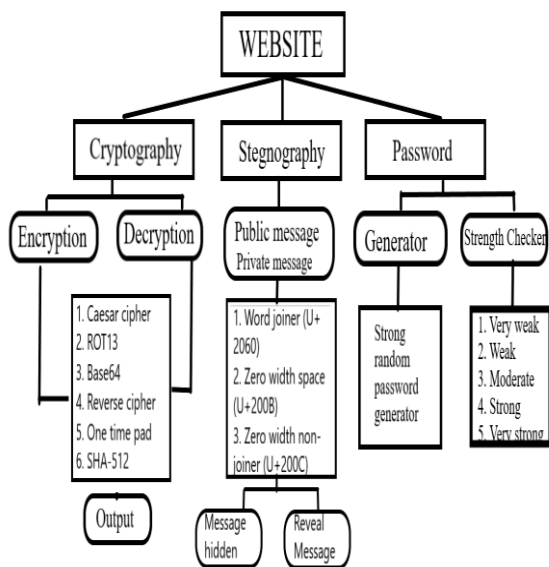 WEBSITE
Cryptography
Stegnography
Password
Encryption
Decryption
Public message
Private message
Generator
Strength Checker
1. Caesar cipher
2. ROT13
3. Base64
4. Reverse cipher
5. One time pad
6. SHA-512
1. Word joiner (U+
2060)
2. Zero width space
(U+200B)
3. Zero width non-
joiner (U+200C)
Strong
random
password
generator
1. Very weak
2. Weak
3. Moderate
4. Strong
5. Very strong
Output
Message
hidden
Reveal
Message